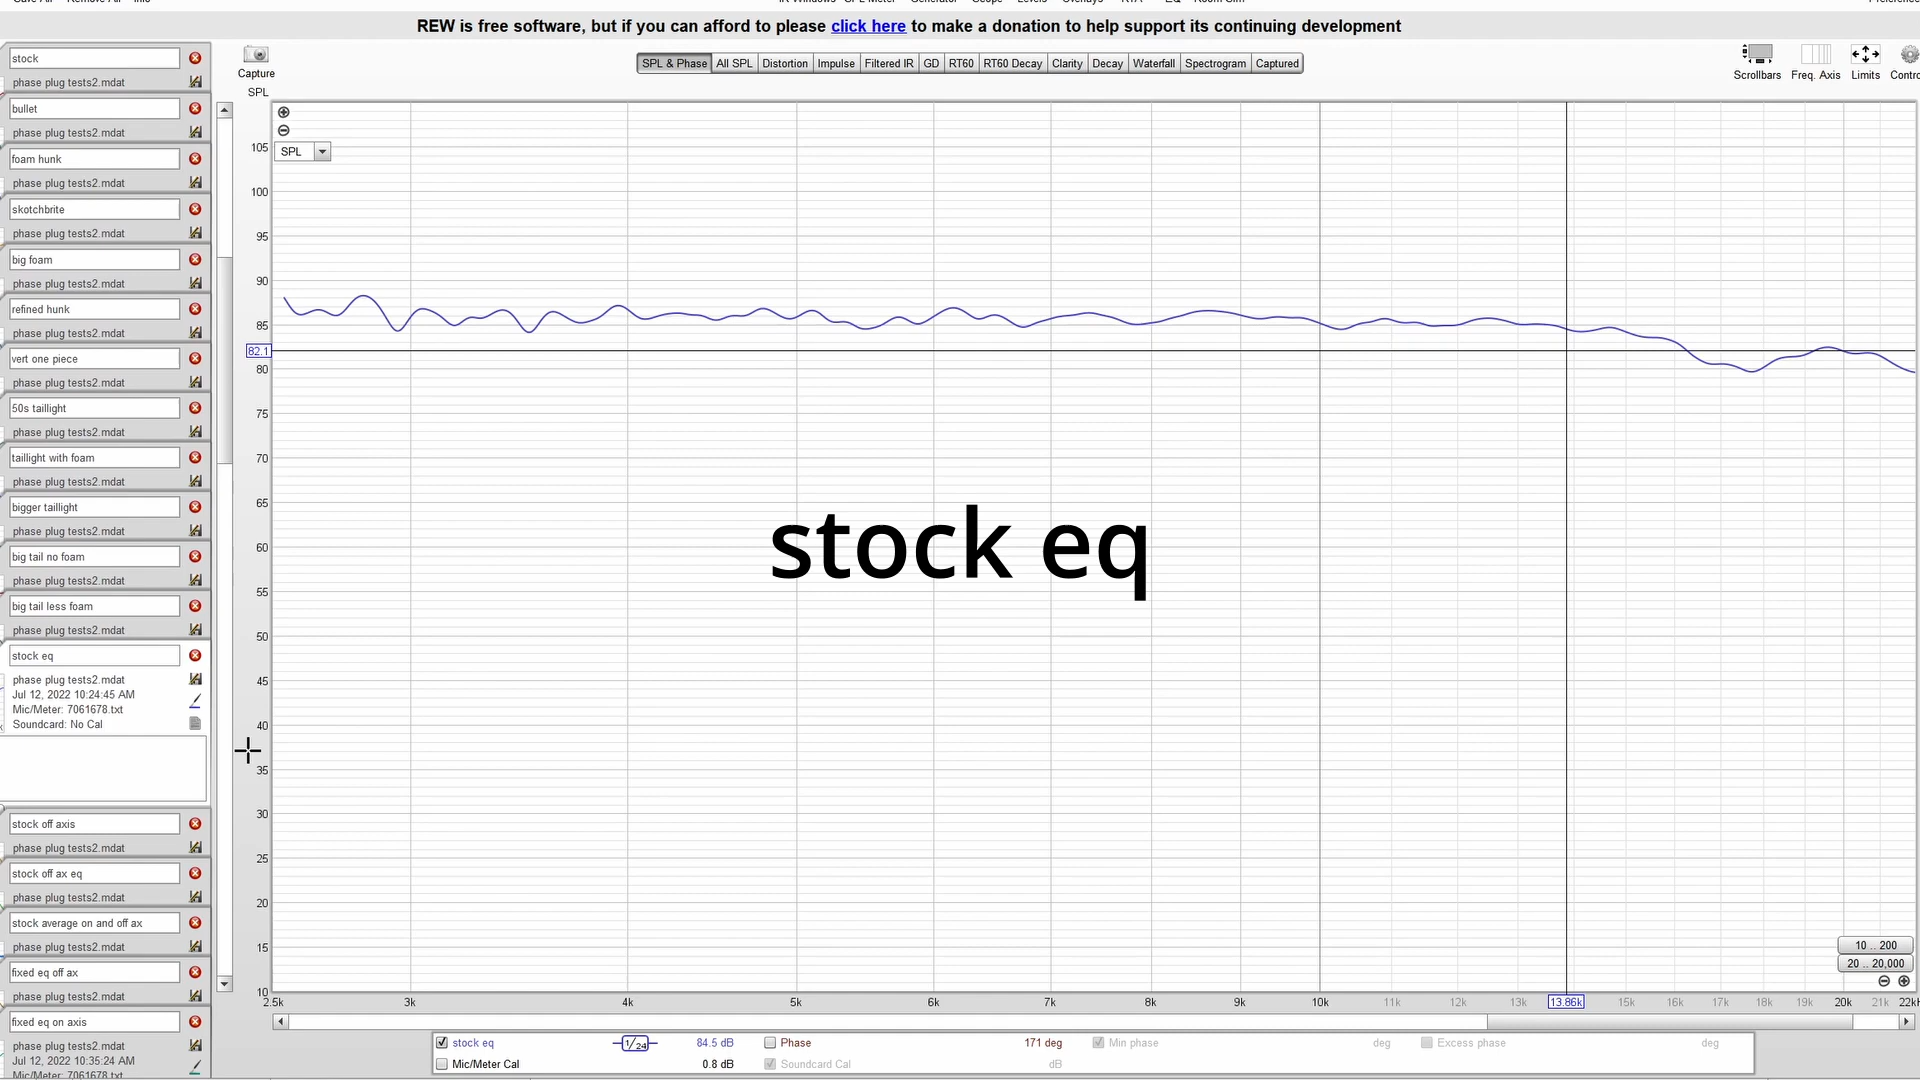 REW is free software, but if you can afford to please click here to make a donation to help support its continuing development
stock
phase plug tests2.mdat
bullet
phase plug tests2.mdat
foam hunk
phase plug tests2.mdat
skotchbrite
phase plug tests2.mdat
big foam
phase plug tests2.mdat
refined hunk
phase plug tests2.mdat
vert one piece
phase plug tests2.mdat
50s taillight
phase plug tests2.mdat
taillight with foam
phase plug tests2.mdat
bigger taillight
phase plug tests2.mdat
big tail no foam
phase plug tests2.mdat
big tail less foam
phase plug tests2.mdat
stock eq
phase plug tests2.mdat
Jul 12, 2022 10:24:45 AM
Mic/Meter: 7061678.txt
Soundcard: No Cal
stock off axis
phase plug tests2.mdat
stock off ax eq
phase plug tests2.mdat
stock average on and off ax
phase plug tests2.mdat
fixed eq off ax
phase plug tests2.mdat
fixed eq on axis
phase plug tests2.mdat
Jul 12, 2022 10:35:24 AM
Mic/Meter: 7061678.txt
Capture
SPL & Phase All SPL Distortion Impulse Filtered IR GD RT60 RT60 Decay Clarity Decay Waterfall Spectrogram Captured
Scrollbars Freq. Axis Limits
SPL
SPL
105
100
95
90
85
82.1
80
75
70
65
60
55
50
45
40
35
30
25
20
15
10
stock eq
10 .. 200
20 .. 20,000
2.5k 3k 4k 5k 6k 7k 8k 9k 10k 11k 12k 13k 13.86k 15k 16k 17k 18k 19k 20k 21k
stock eq 1/24 84.5 dB Phase 171 deg Min phase deg Excess phase deg
Mic/Meter Cal 0.8 dB Soundcard Cal dB